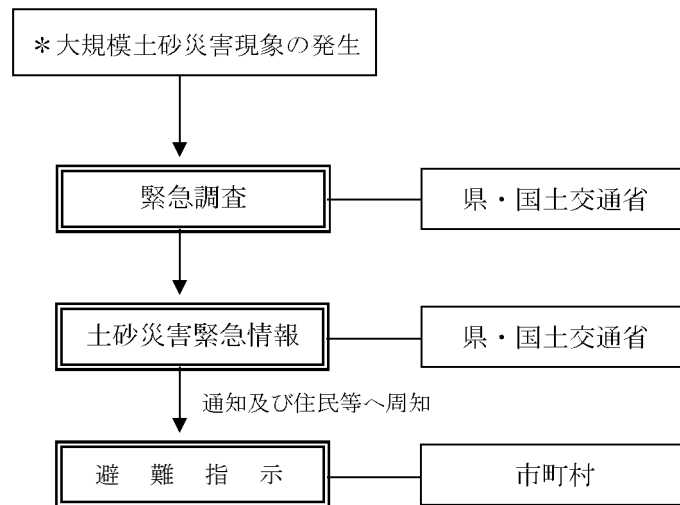 ＊大規模土砂災害現象の発生
緊急調査
県・国土交通省
土砂災害緊急情報
県・国土交通省
通知及び住民等へ周知
避 難 指 示
市町村